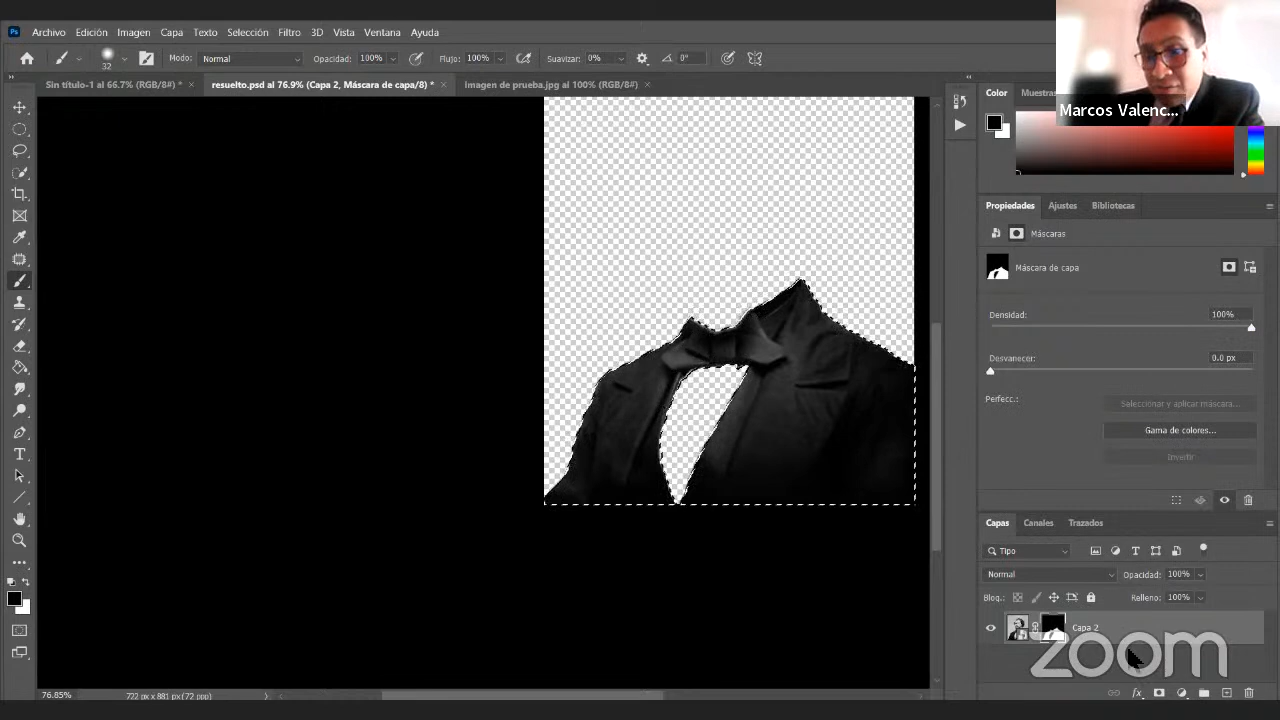 Ps Archivo Edición Imagen Capa Texto Selección Filtro 3D Vista Ventana Ayuda
32 Modo: Normal Opacidad: 100% Flujo: 100% Suavizar: 0% 0°
Sin título-1 al 66.7% (RGB/8#) * × resuelto.psd al 76.9% (Capa 2, Máscara de capa/8) * × imagen de prueba.jpg al 100% (RGB/8#) ×
Marcos Valenc...
Color Muestras
Propiedades Ajustes Bibliotecas
Máscaras
Máscara de capa
Densidad: 100%
Desvanecer: 0.0 px
Perfecc.:
Seleccionar y aplicar máscara...
Gama de colores...
Invertir
Capas Canales Trazados
Tipo
Normal Opacidad: 100%
Bloq.: Relleno: 100%
Capa 2
zoom
76.85% 722 px x 881 px (72 ppp)